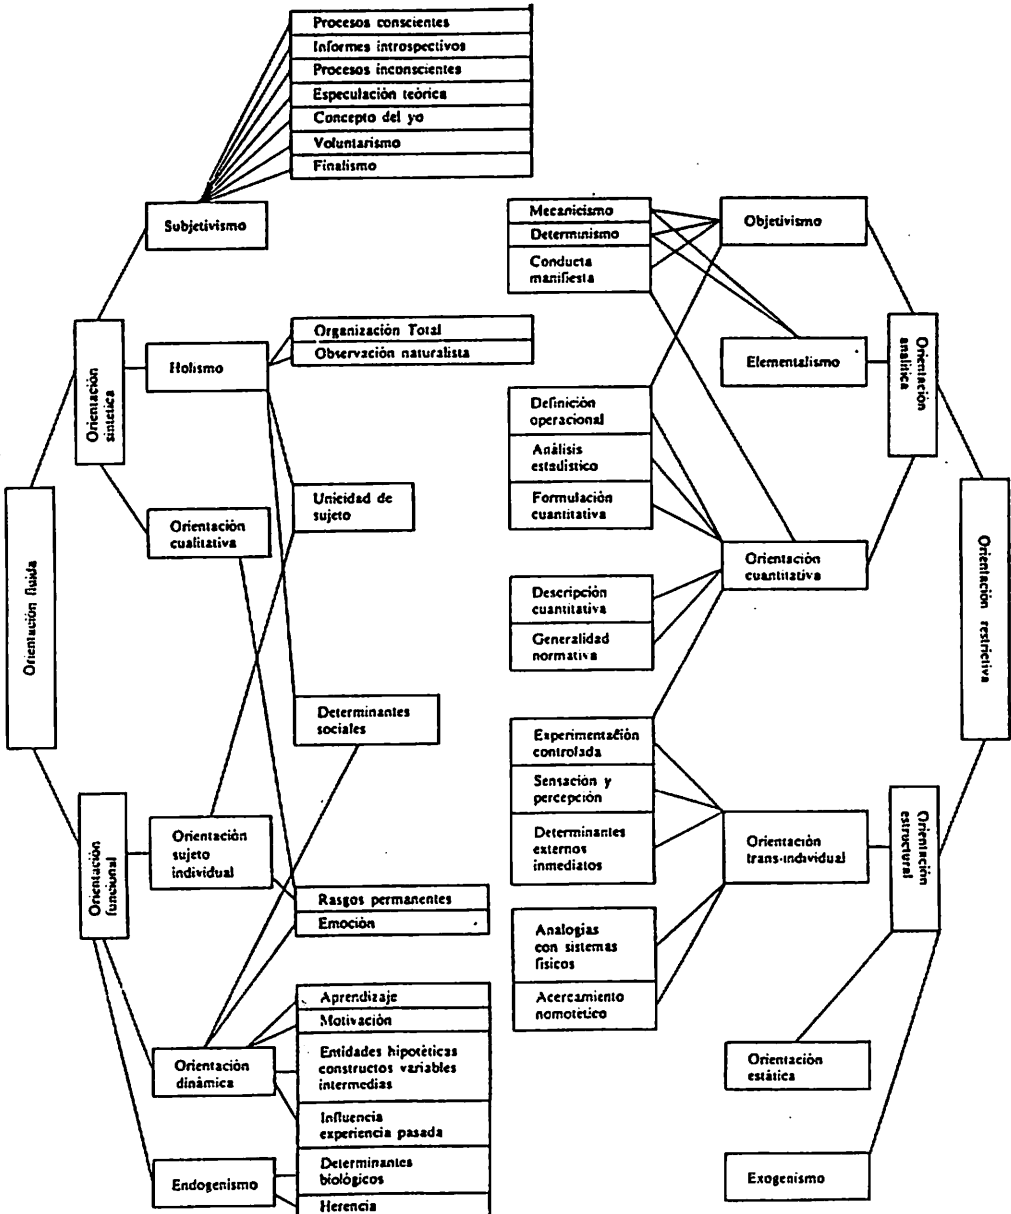 Procesos conscientes
Informes introspectivos
Procesos inconscientes
Especulación teórica
Concepto del yo
Voluntarismo
Finalismo
Subjetivismo
Organización Total
Observación naturalista
Holismo
Orientación
sintética
Unicidad de
sujeto
Orientación
cualitativa
Orientación fluida
Determinantes
sociales
Orientación
funcional
Orientación
sujeto
individual
Rasgos permanentes
Emoción
Aprendizaje
Motivación
Entidades hipotéticas
constructos variables
intermedias
Influencia
experiencia pasada
Orientación
dinámica
Determinantes
biológicos
Herencia
Endogenismo
Mecanicismo
Determinismo
Conducta
manifiesta
Objetivismo
Elementalismo
Orientación
analítica
Definición
operacional
Análisis
estadístico
Formulación
cuantitativa
Orientación
cuantitativa
Descripción
cuantitativa
Generalidad
normativa
Orientación restrictiva
Experimentación
controlada
Sensación y
percepción
Determinantes
externos
inmediatos
Orientación
trans-individual
Orientación
estructural
Analogías
con sistemas
físicos
Acercamiento
nomotético
Orientación
estática
Exogenismo